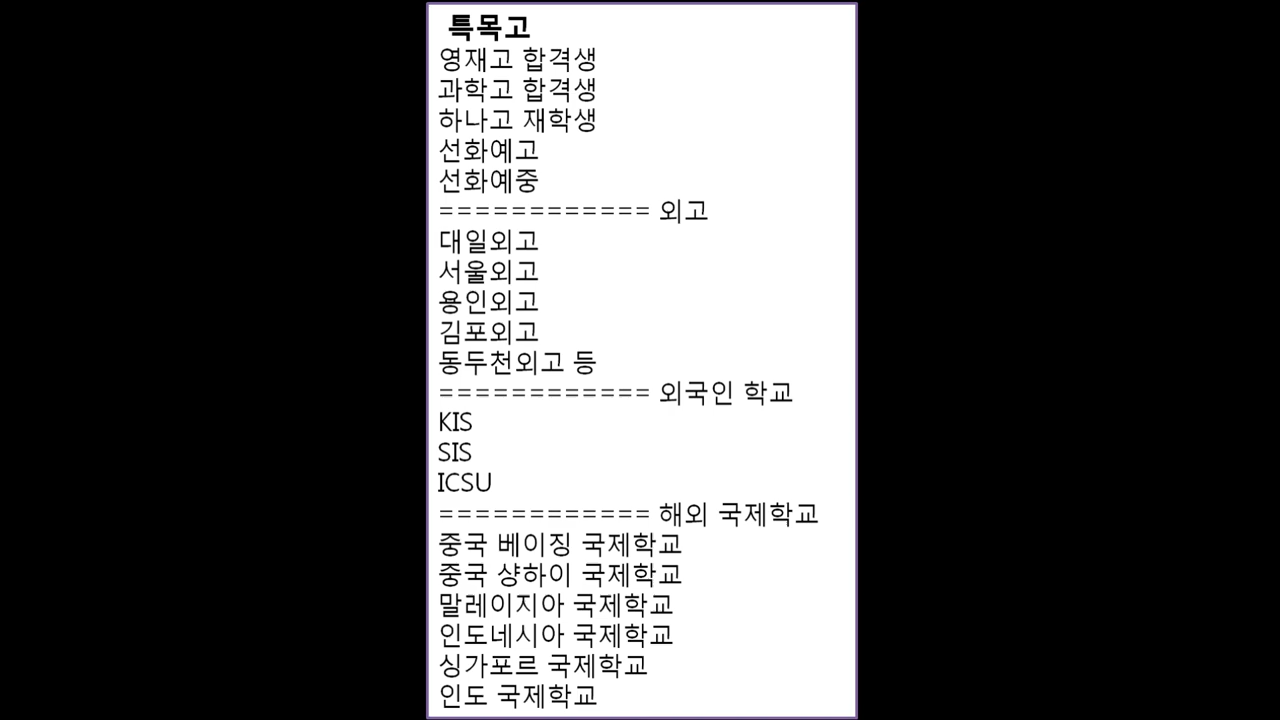 특목고
영재고 합격생
과학고 합격생
하나고 재학생
선화예고
선화예중
============ 외고
대일외고
서울외고
용인외고
김포외고
동두천외고 등
============ 외국인 학교
KIS
SIS
ICSU
============ 해외 국제학교
중국 베이징 국제학교
중국 샹하이 국제학교
말레이지아 국제학교
인도네시아 국제학교
싱가포르 국제학교
인도 국제학교